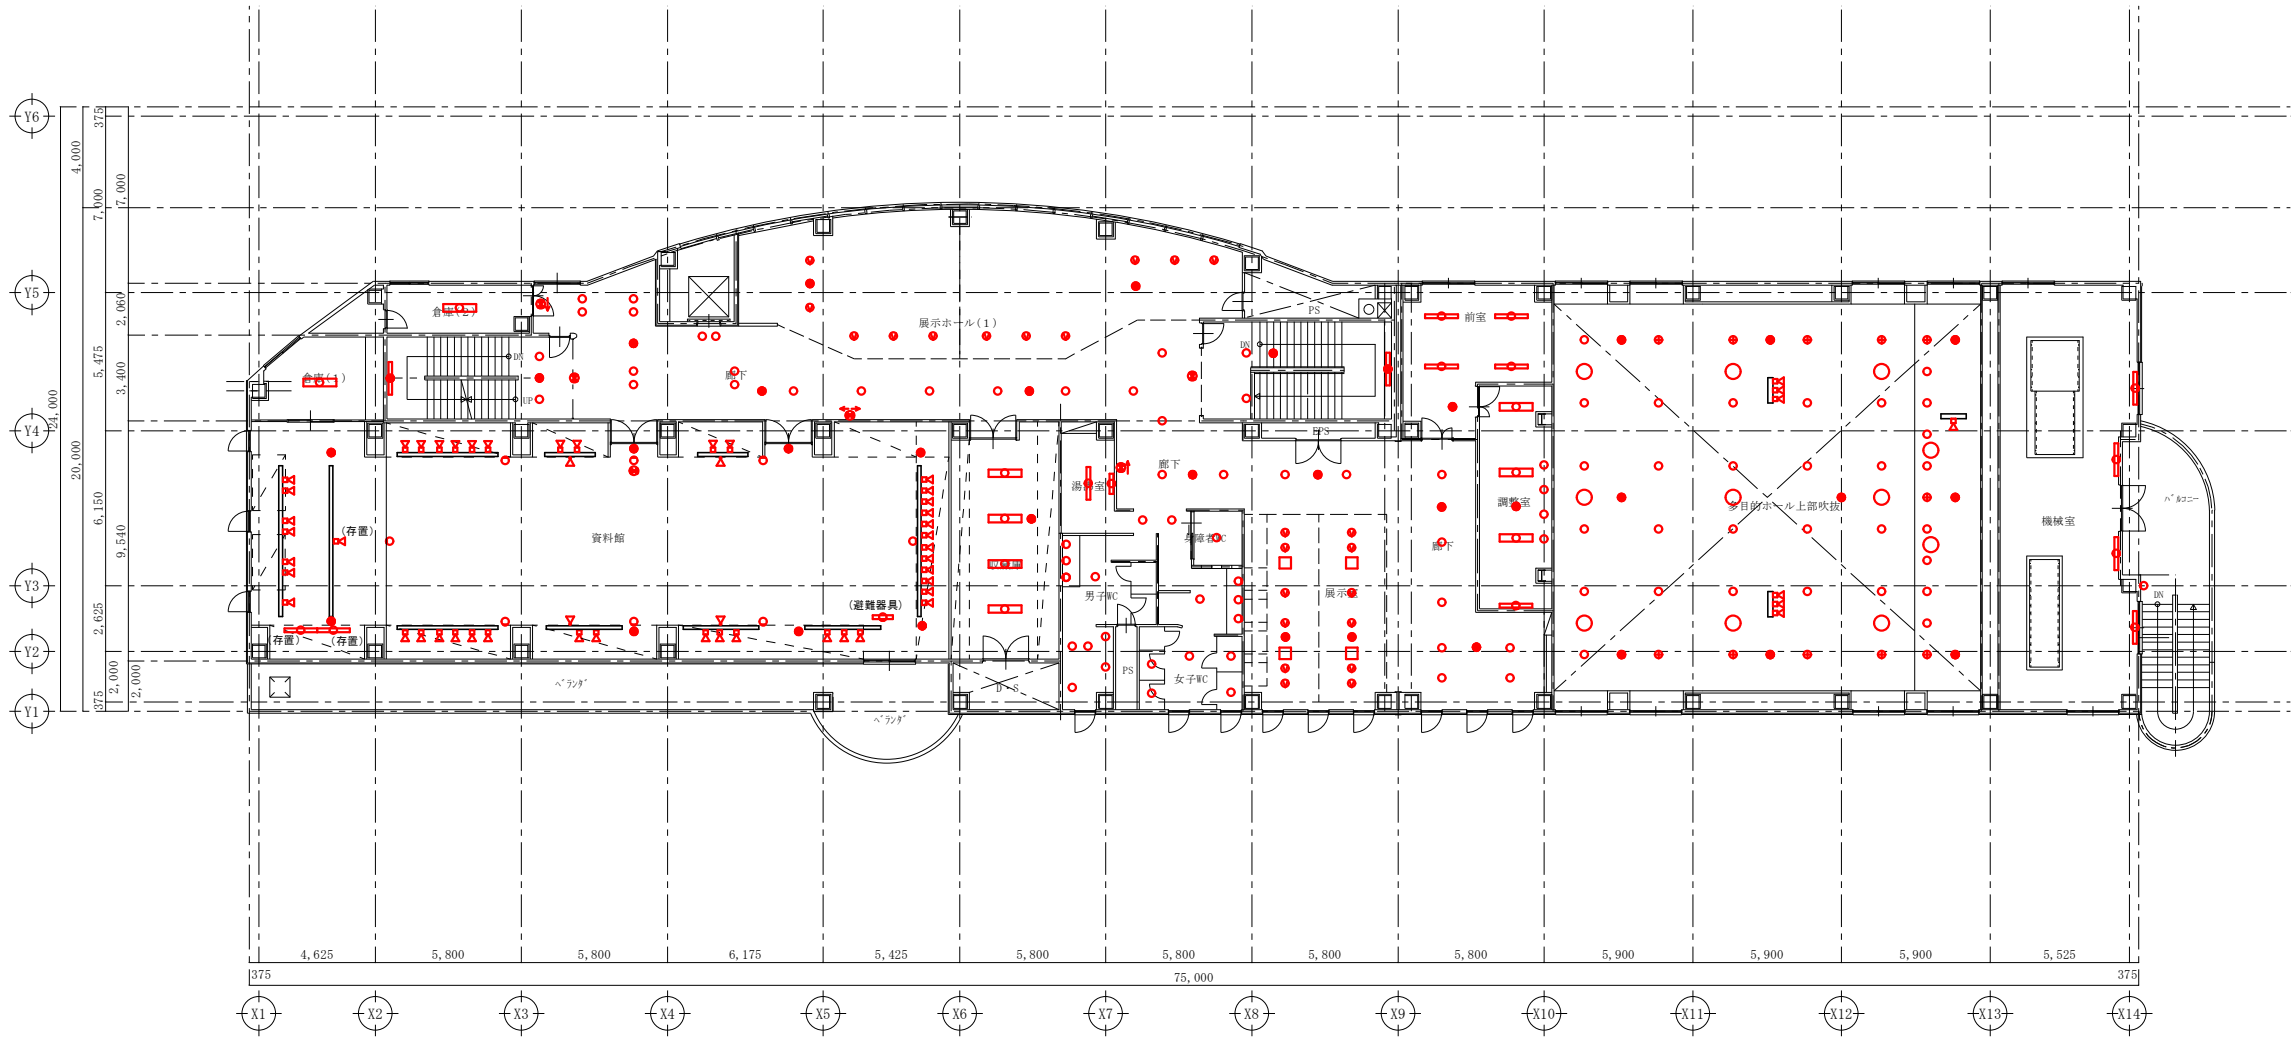 Y6
375
4,000
7,000
7,000
Y5
2,060
倉庫(2)
展示ホール(1)
PS
前室
5,475
3,400
DN
DN
倉庫(1)
廊下
UP
24,000
Y4
EPS
20,000
廊下
湯沸室
調整室
多目的ホール上部吹抜
バルコニー
機械室
6,150
9,540
(存置)
資料館
廊下
Y3
男子WC
展示室
DN
2,625
(避難器具)
(存置)
(存置)
Y2
PS
女子WC
2,000
2,000
ベランダ
D・S
375
Y1
ベランダ
4,625
5,800
5,800
6,175
5,425
5,800
5,800
5,800
5,800
5,900
5,900
5,900
5,525
375
75,000
375
X1
X2
X3
X4
X5
X6
X7
X8
X9
X10
X11
X12
X13
X14